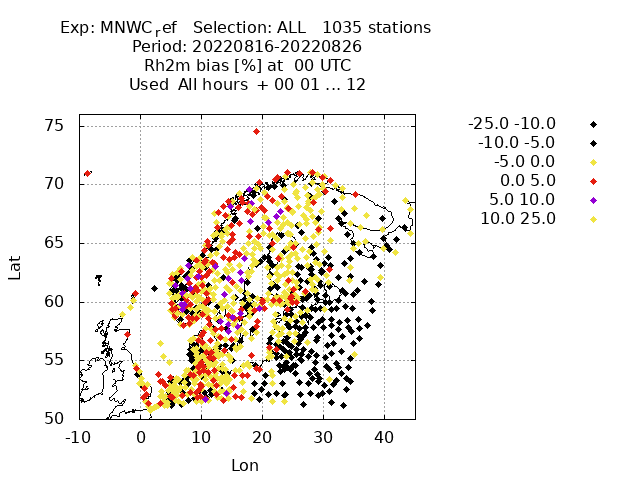 Exp: MNWC_ref   Selection: ALL   1035 stations
Period: 20220816-20220826
Rh2m bias [%] at  00 UTC
Used  All hours  + 00 01 ... 12
-25.0 -10.0
-10.0 -5.0
-5.0 0.0
0.0 5.0
5.0 10.0
10.0 25.0
75
70
65
60
55
50
Lat
-10 0 10 20 30 40
Lon